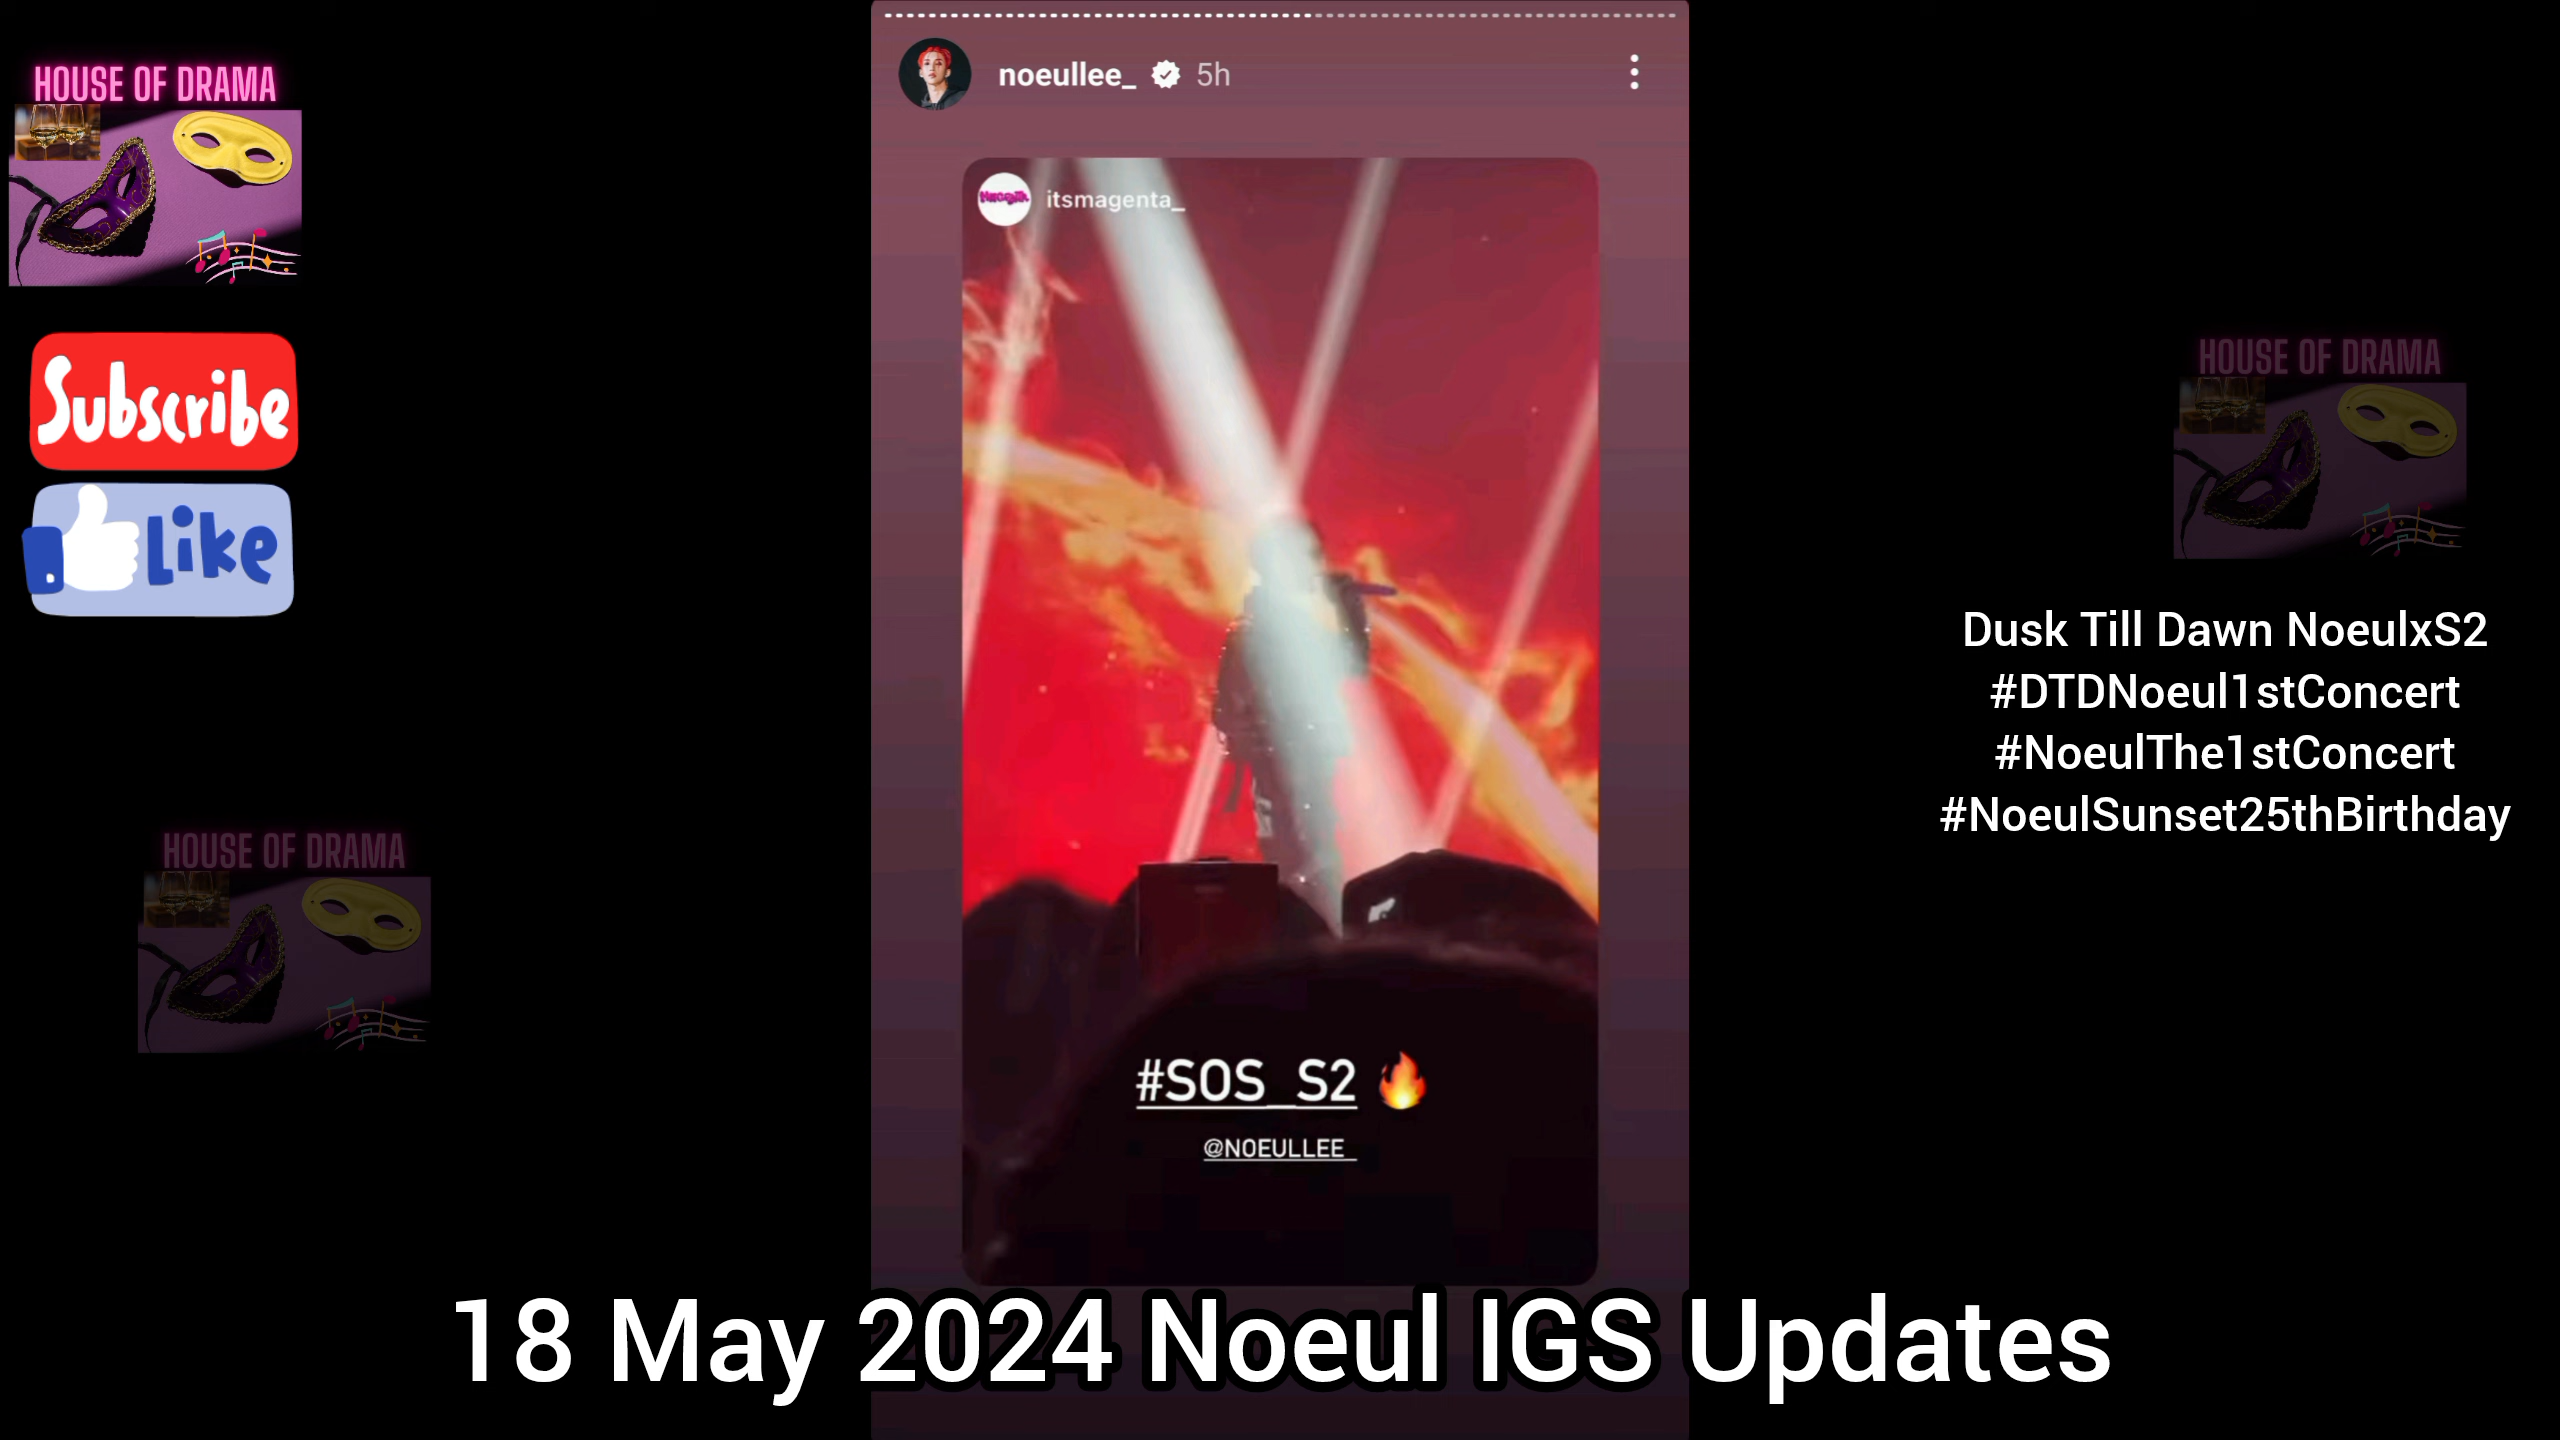 HOUSE OF DRAMA
Subscribe
Like
HOUSE OF DRAMA
noeullee_ 5h
itsmagenta_
#SOS_S2 🔥
@NOEULLEE_
HOUSE OF DRAMA
Dusk Till Dawn NoeulxS2
#DTDNoeul1stConcert
#NoeulThe1stConcert
#NoeulSunset25thBirthday
18 May 2024 Noeul IGS Updates